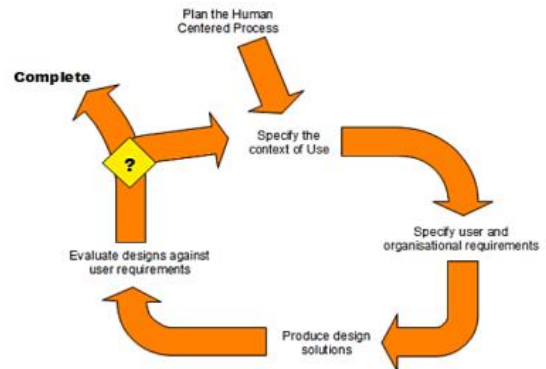 Plan the Human
Centered Process
Complete
?
Specify the
context of Use
Specify user and
organisational requirements
Evaluate designs against
user requirements
Produce design
solutions